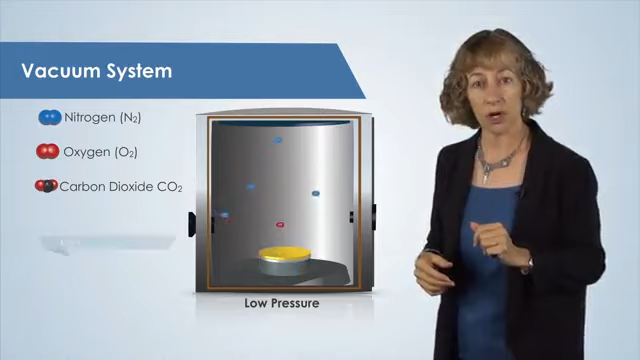 Vacuum System
Nitrogen (N₂)
Oxygen (O₂)
Carbon Dioxide CO₂
Low Pressure